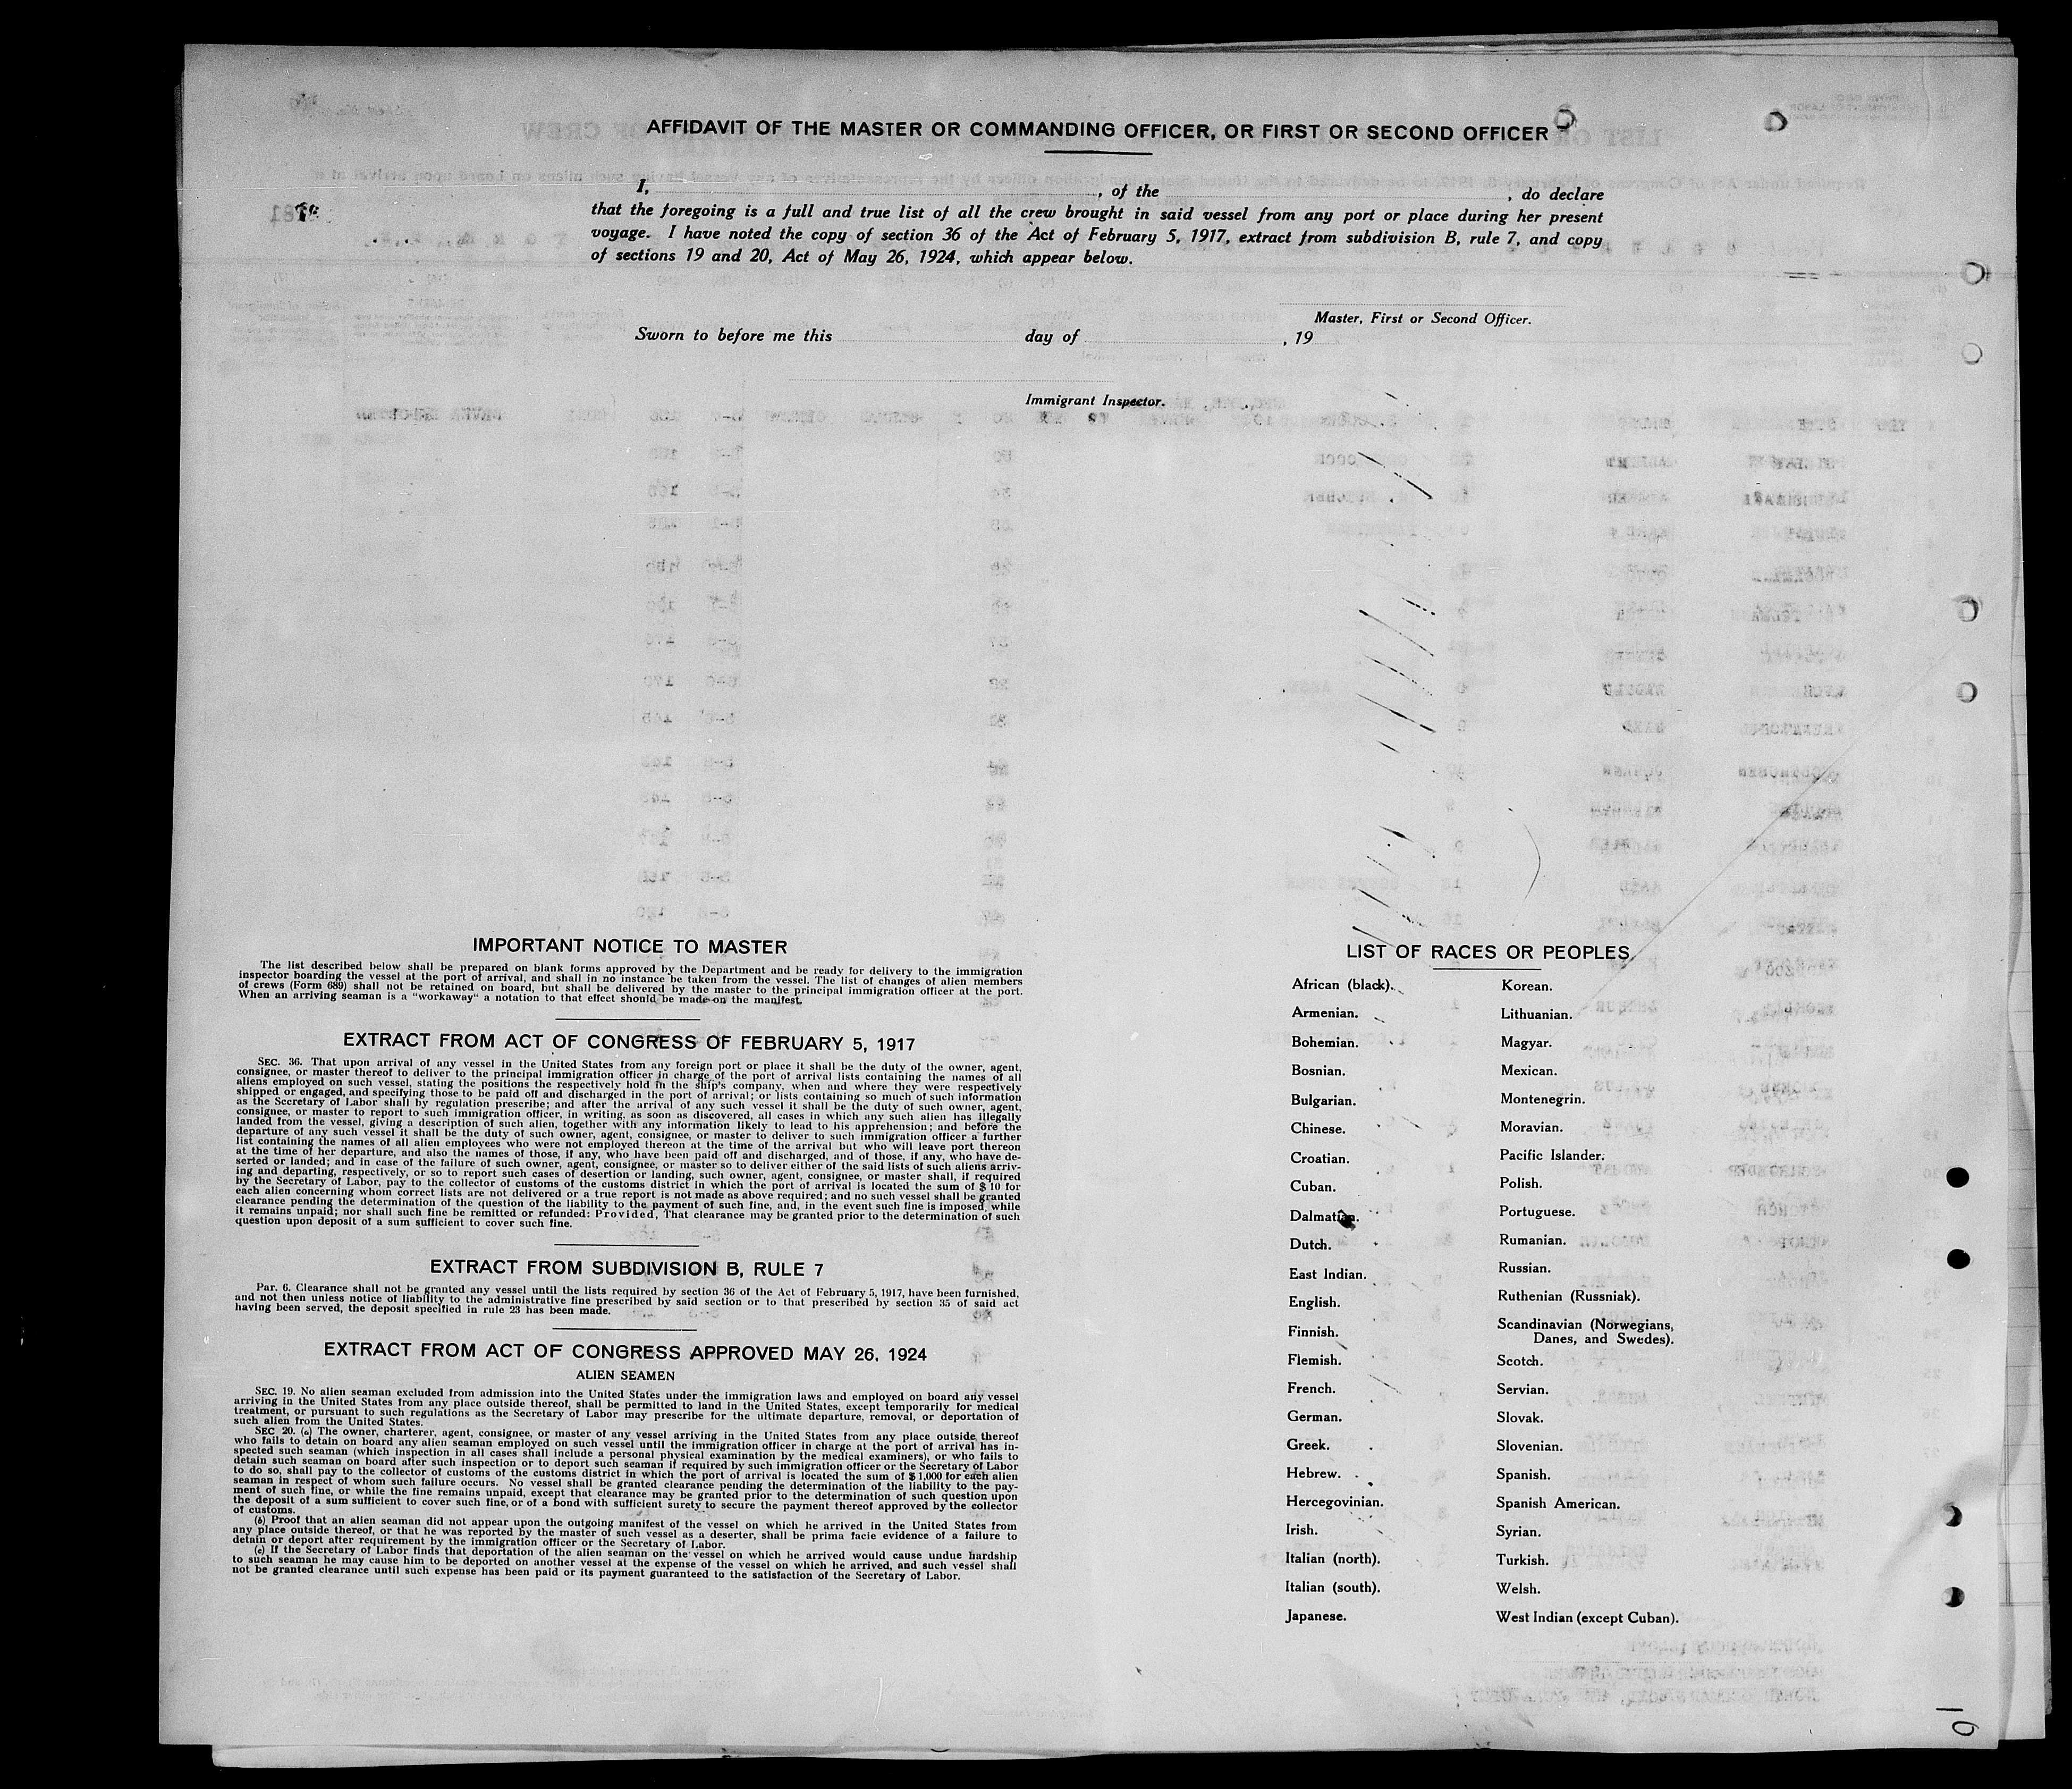 AFFIDAVIT OF THE MASTER OR COMMANDING OFFICER, OR FIRST OR SECOND OFFICER
I, , of the , do declare
that the foregoing is a full and true list of all the crew brought in said vessel from any port or place during her present
voyage. I have noted the copy of section 36 of the Act of February 5, 1917, extract from subdivision B, rule 7, and copy
of sections 19 and 20, Act of May 26, 1924, which appear below.
Master, First or Second Officer.
Sworn to before me this day of , 19
Immigrant Inspector.
IMPORTANT NOTICE TO MASTER
The list described below shall be prepared on blank forms approved by the Department and be ready for delivery to the immigration
inspector boarding the vessel at the port of arrival, and shall in no instance be taken from the vessel. The list of changes of alien members
of crews (Form 689) shall not be retained on board, but shall be delivered by the master to the principal immigration officer at the port.
When an arriving seaman is a "workaway" a notation to that effect should be made on the manifest.
EXTRACT FROM ACT OF CONGRESS OF FEBRUARY 5, 1917
SEC. 36. That upon arrival of any vessel in the United States from any foreign port or place it shall be the duty of the owner, agent,
consignee, or master thereof to deliver to the principal immigration officer in charge of the port of arrival lists containing the names of all
aliens employed on such vessel, stating the positions the respectively hold in the ship's company, when and where they were respectively
shipped or engaged, and specifying those to be paid off and discharged in the port of arrival; or lists containing so much of such information
as the Secretary of Labor shall by regulation prescribe; and after the arrival of any such vessel it shall be the duty of such owner, agent,
consignee, or master to report to such immigration officer, in writing, as soon as discovered, all cases in which any such alien has illegally
landed from the vessel, giving a description of such alien, together with any information likely to lead to his apprehension; and before the
departure of any such vessel it shall be the duty of such owner, agent, consignee, or master to deliver to such immigration officer a further
list containing the names of all alien employees who were not employed thereon at the time of the arrival but who will leave port thereon
at the time of her departure, and also the names of those, if any, who have been paid off and discharged, and of those, if any, who have de-
serted or landed; and in case of the failure of such owner, agent, consignee, or master so to deliver either of the said lists of such aliens arriv-
ing and departing, respectively, or so to report such cases of desertion or landing, such owner, agent, consignee, or master shall, if required
by the Secretary of Labor, pay to the collector of customs of the customs district in which the port of arrival is located the sum of $ 10 for
each alien concerning whom correct lists are not delivered or a true report is not made as above required; and no such vessel shall be granted
clearance pending the determination of the question of the liability to the payment of such fine, and, in the event such fine is imposed, while
it remains unpaid; nor shall such fine be remitted or refunded: Provided, That clearance may be granted prior to the determination of such
question upon deposit of a sum sufficient to cover such fine.
EXTRACT FROM SUBDIVISION B, RULE 7
Par. 6. Clearance shall not be granted any vessel until the lists required by section 36 of the Act of February 5, 1917, have been furnished,
and not then unless notice of liability to the administrative fine prescribed by said section or to that prescribed by section 35 of said act
having been served, the deposit specified in rule 23 has been made.
EXTRACT FROM ACT OF CONGRESS APPROVED MAY 26, 1924
ALIEN SEAMEN
SEC. 19. No alien seaman excluded from admission into the United States under the immigration laws and employed on board any vessel
arriving in the United States from any place outside thereof, shall be permitted to land in the United States, except temporarily for medical
treatment, or pursuant to such regulations as the Secretary of Labor may prescribe for the ultimate departure, removal, or deportation of
such alien from the United States.
SEC 20. (a) The owner, charterer, agent, consignee, or master of any vessel arriving in the United States from any place outside thereof
who fails to detain on board any alien seaman employed on such vessel until the immigration officer in charge at the port of arrival has in-
spected such seaman (which inspection in all cases shall include a personal physical examination by the medical examiners), or who fails to
detain such seaman on board after such inspection or to deport such seaman if required by such immigration officer or the Secretary of Labor
to do so, shall pay to the collector of customs of the customs district in which the port of arrival is located the sum of $ 1,000 for each alien
seaman in respect of whom such failure occurs. No vessel shall be granted clearance pending the determination of the liability to the pay-
ment of such fine, or while the fine remains unpaid, except that clearance may be granted prior to the determination of such question upon
the deposit of a sum sufficient to cover such fine, or of a bond with sufficient surety to secure the payment thereof approved by the collector
of customs.
(b) Proof that an alien seaman did not appear upon the outgoing manifest of the vessel on which he arrived in the United States from
any place outside thereof, or that he was reported by the master of such vessel as a deserter, shall be prima facie evidence of a failure to
detain or deport after requirement by the immigration officer or the Secretary of Labor.
(c) If the Secretary of Labor finds that deportation of the alien seaman on the vessel on which he arrived would cause undue hardship
to such seaman he may cause him to be deported on another vessel at the expense of the vessel on which he arrived, and such vessel shall
not be granted clearance until such expense has been paid or its payment guaranteed to the satisfaction of the Secretary of Labor.
LIST OF RACES OR PEOPLES
African (black).
Armenian.
Bohemian.
Bosnian.
Bulgarian.
Chinese.
Croatian.
Cuban.
Dalmatian.
Dutch.
East Indian.
English.
Finnish.
Flemish.
French.
German.
Greek.
Hebrew.
Hercegovinian.
Irish.
Italian (north).
Italian (south).
Japanese.
Korean.
Lithuanian.
Magyar.
Mexican.
Montenegrin.
Moravian.
Pacific Islander.
Polish.
Portuguese.
Rumanian.
Russian.
Ruthenian (Russniak).
Scandinavian (Norwegians,
Danes, and Swedes).
Scotch.
Servian.
Slovak.
Slovenian.
Spanish.
Spanish American.
Syrian.
Turkish.
Welsh.
West Indian (except Cuban).